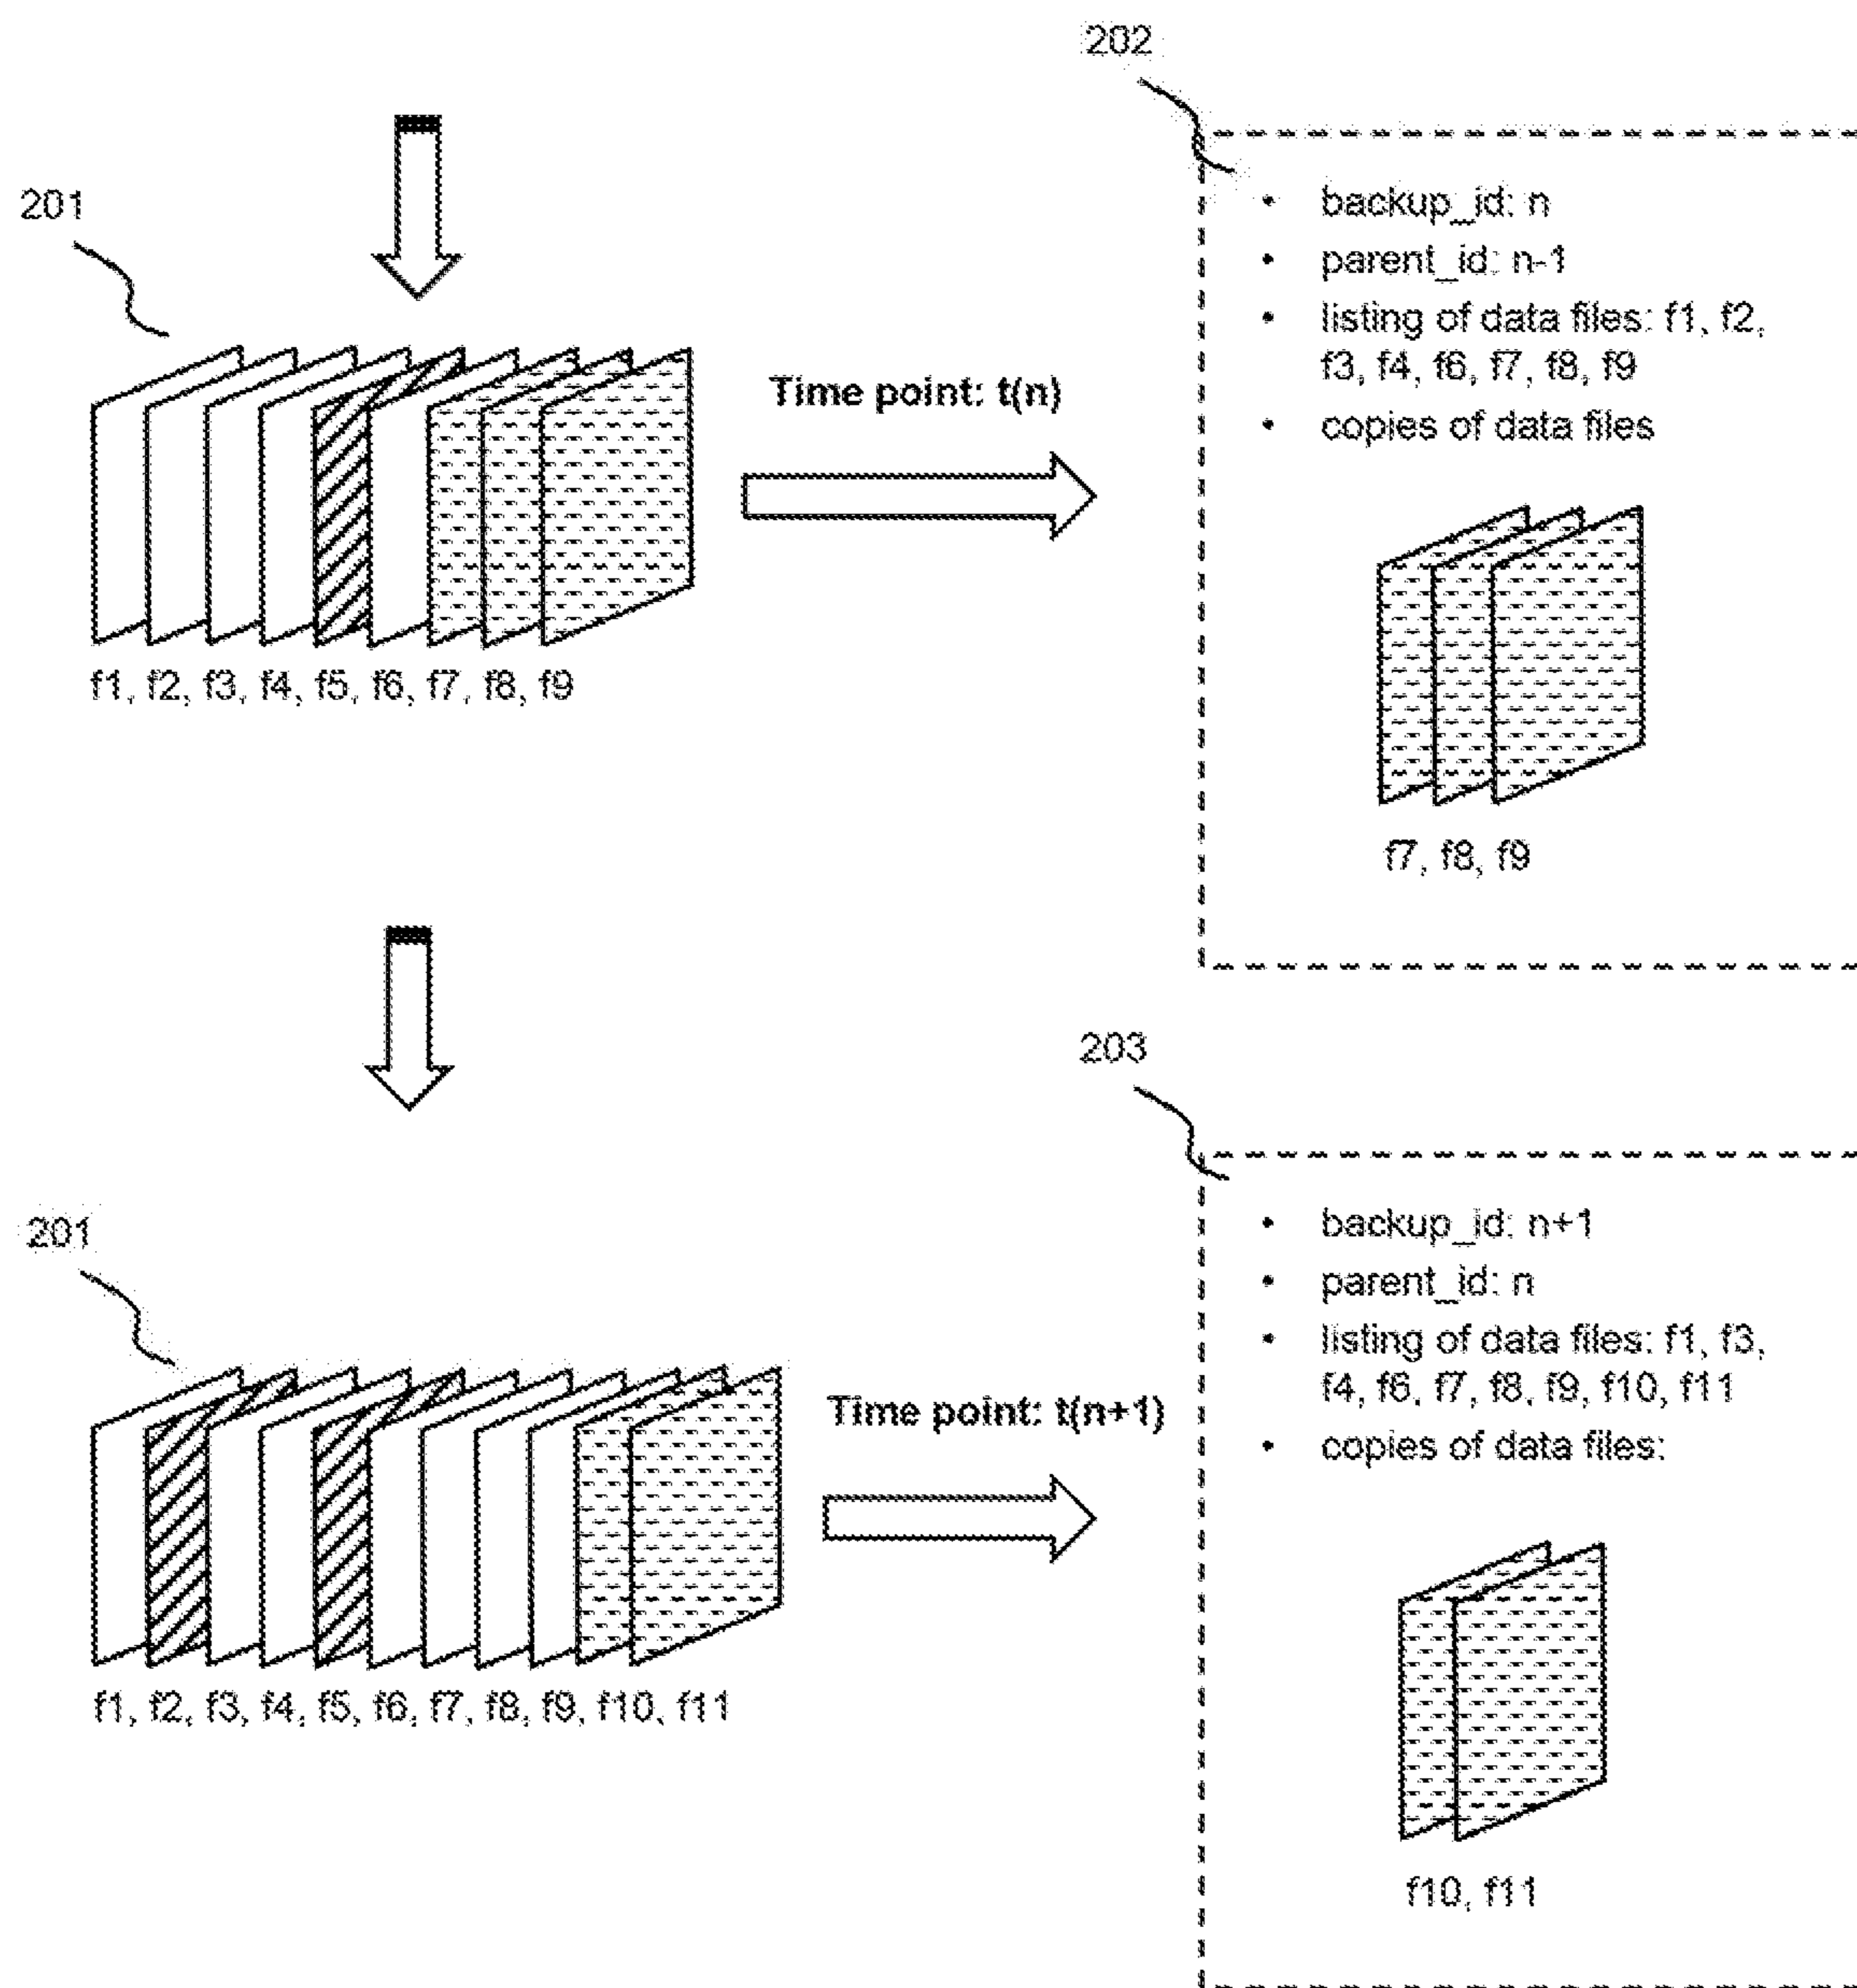 202
201
• backup_id: n
• parent_id: n-1
• listing of data files: f1, f2,
f3, f4, f6, f7, f8, f9
• copies of data files
Time point: t(n)
f1, f2, f3, f4, f5, f6, f7, f8, f9
f7, f8, f9
203
201
• backup_id: n+1
• parent_id: n
• listing of data files: f1, f3,
f4, f6, f7, f8, f9, f10, f11
• copies of data files:
Time point: t(n+1)
f1, f2, f3, f4, f5, f6, f7, f8, f9, f10, f11
f10, f11